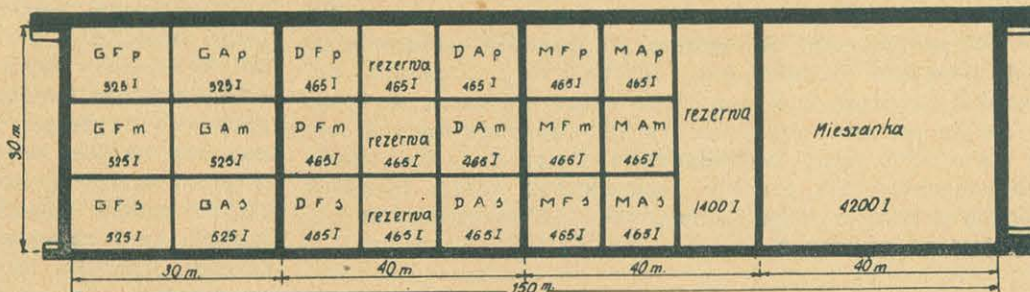 GFp GAp DFp rezerwa DAp MFp MAp
525 I 525 I 465 I 465 I 465 I 465 I 465 I
GFm GAm DFm rezerwa DAm MFm MAm rezerwa Mieszanka
525 I 525 I 465 I 465 I 466 I 466 I 465 I
GFs GAs DFs rezerwa DAs MFs MAs 1400 I 4200 I
525 I 525 I 465 I 465 I 465 I 465 I 465 I
30 m.
30 m. 40 m 40 m. 40 m
150 m.